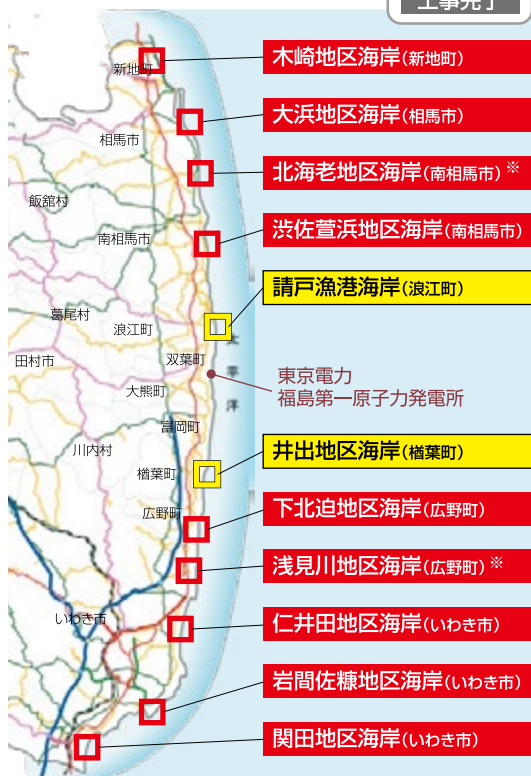 工事完了
木崎地区海岸(新地町)
新地町
大浜地区海岸(相馬市)
相馬市
北海老地区海岸(南相馬市)※
飯舘村
渋佐萱浜地区海岸(南相馬市)
南相馬市
請戸漁港海岸(浪江町)
葛尾村
浪江町
太平洋
田村市
双葉町
東京電力
福島第一原子力発電所
大熊町
富岡町
川内村
井出地区海岸(楢葉町)
楢葉町
下北迫地区海岸(広野町)
広野町
浅見川地区海岸(広野町)※
いわき市
仁井田地区海岸(いわき市)
岩間佐糠地区海岸(いわき市)
関田地区海岸(いわき市)